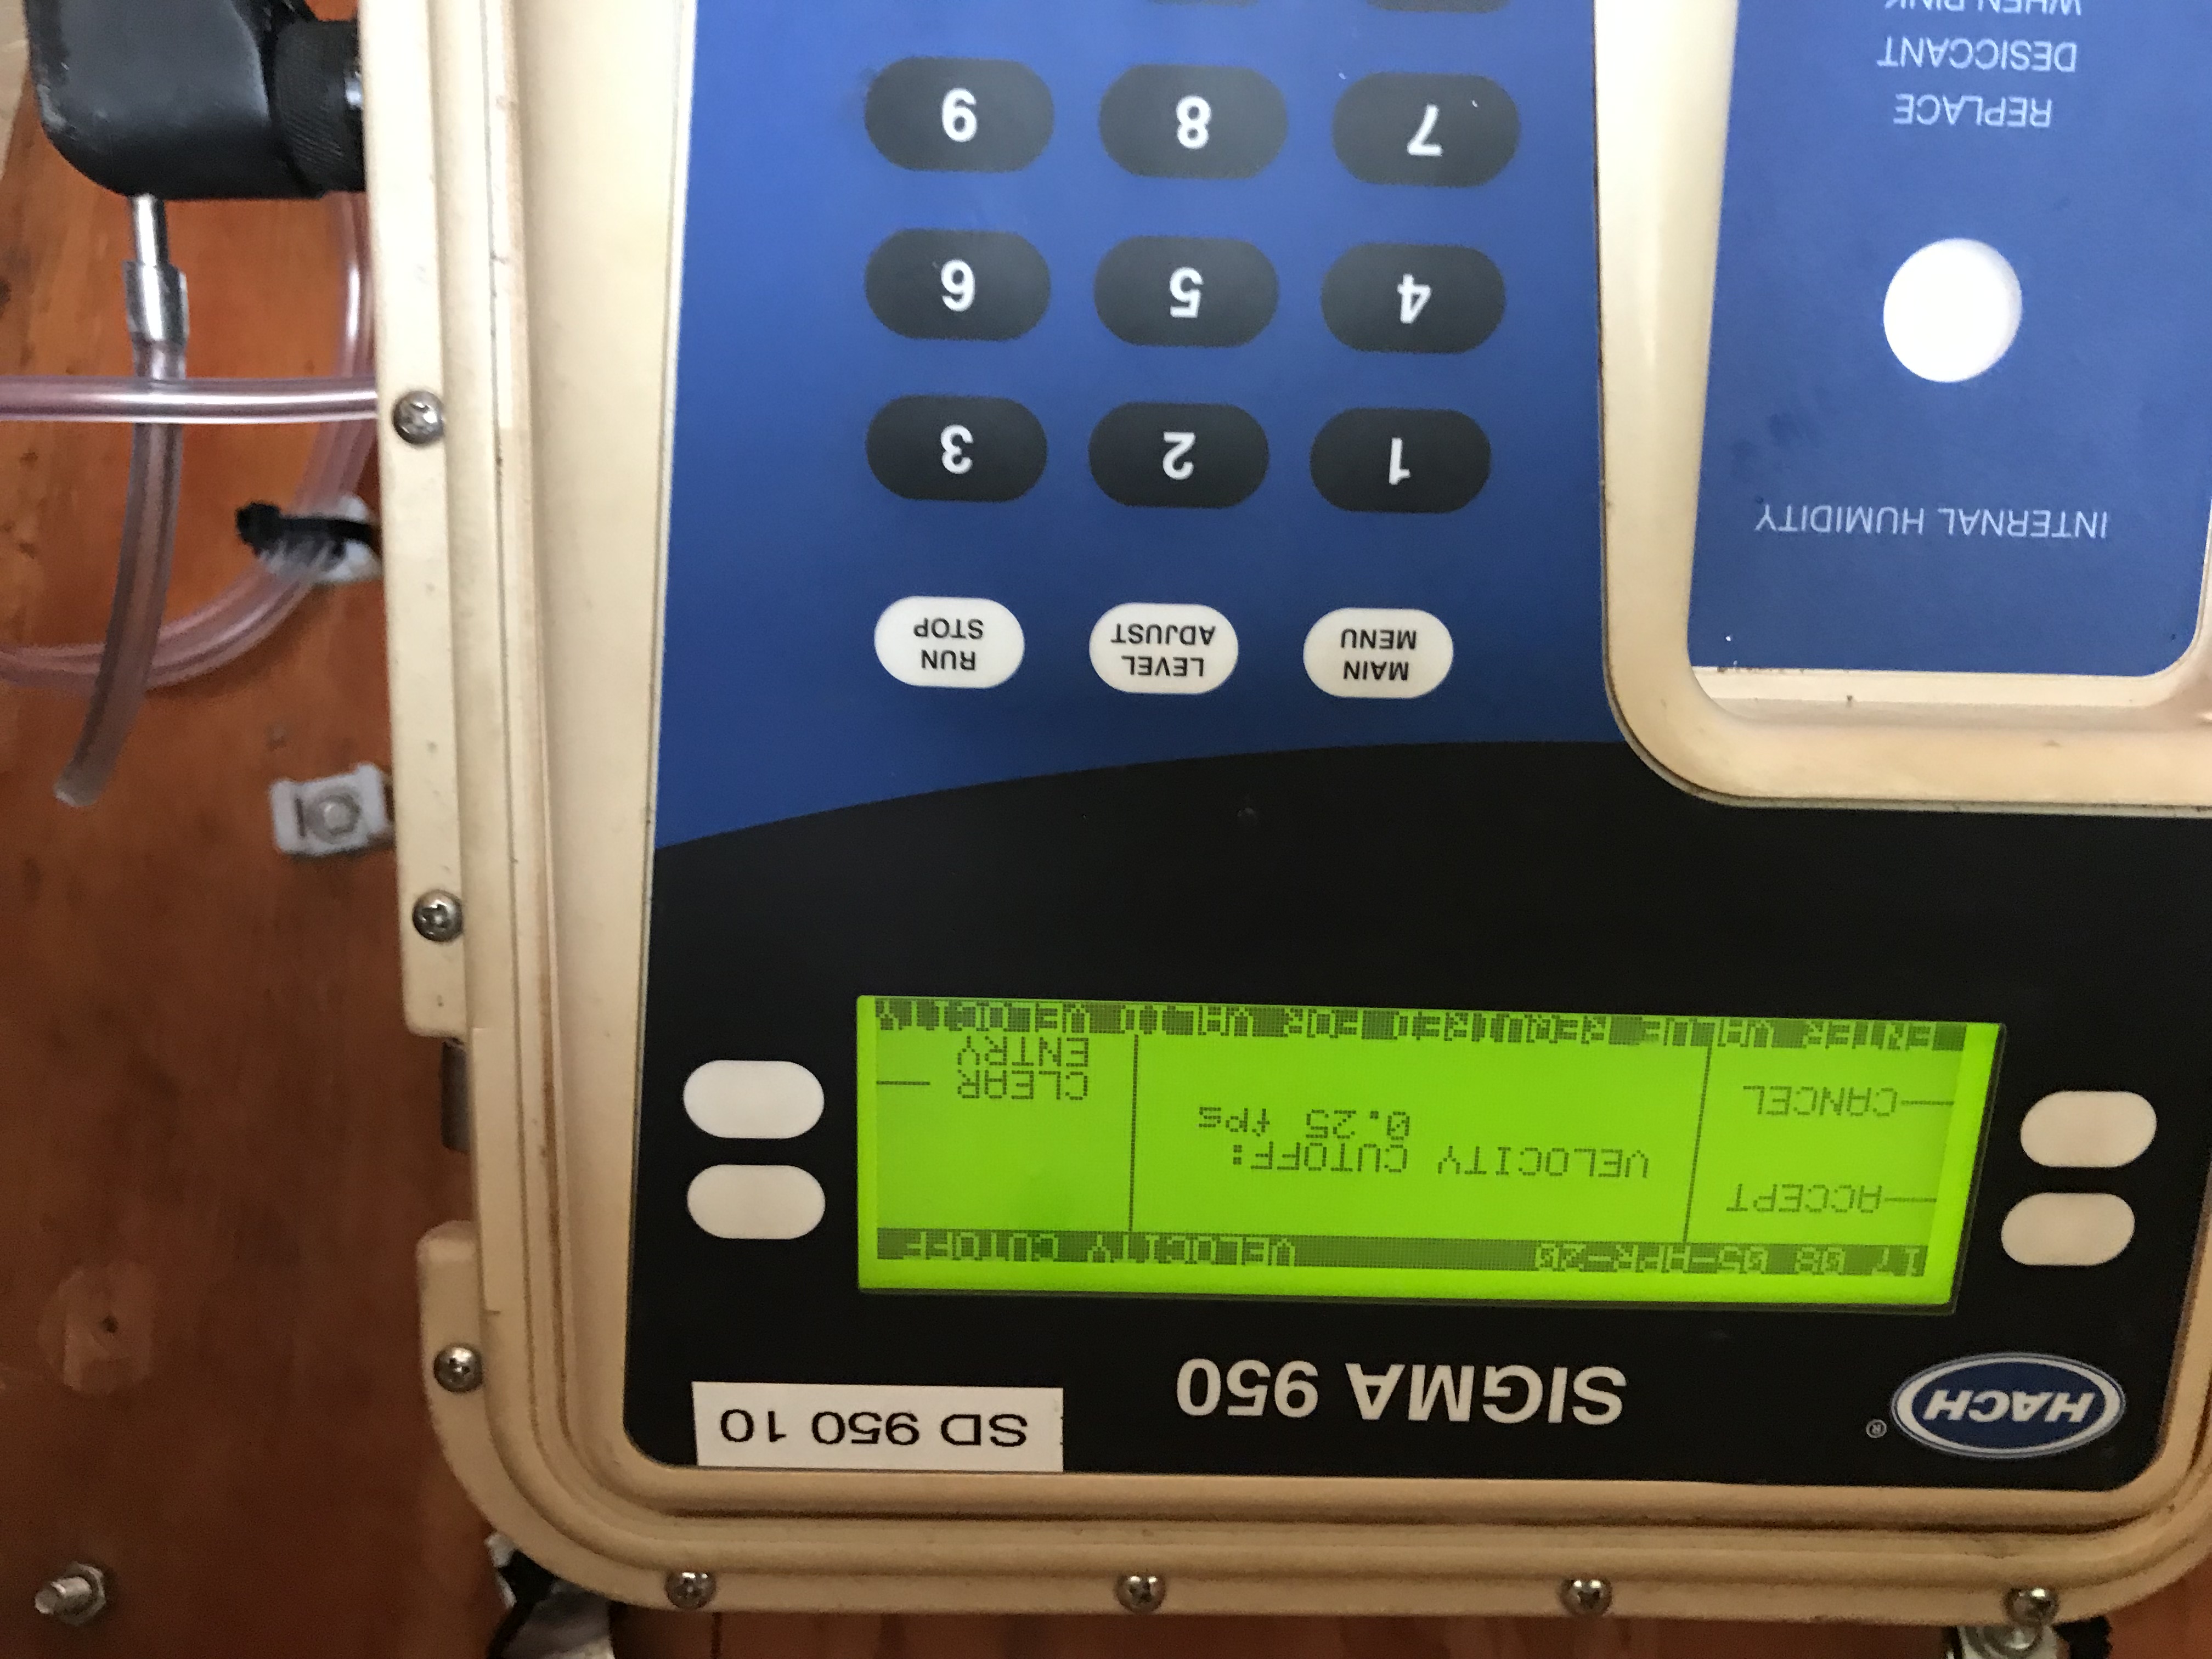 HACH®
SIGMA 950
SD 950 10
17 08 05-APR-20 VELOCITY CUTOFF
ACCEPT
VELOCITY CUTOFF:
0.25 fps
CANCEL
CLEAR
ENTRY
ENTER VALUE REQUIRED FOR VALID VELOCITY
MAIN
MENU
LEVEL
ADJUST
RUN
STOP
INTERNAL HUMIDITY
1 2 3
4 5 6
7 8 9
REPLACE
DESICCANT
WHEN PINK